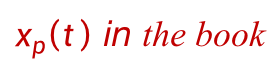 xₚ(t) in the book